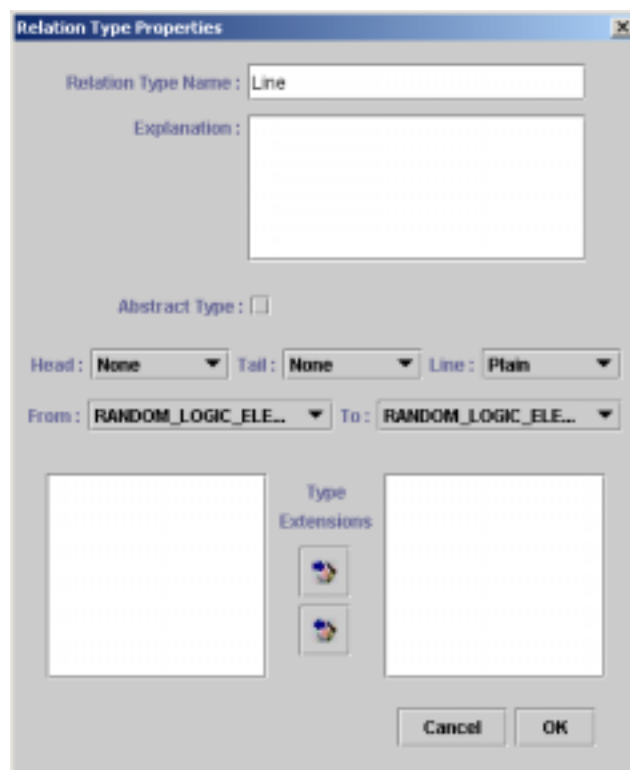 Relation Type Properties
Relation Type Name : Line
Explanation :
Abstract Type :
Head : None Tail : None Line : Plain
From : RANDOM_LOGIC_ELE... To : RANDOM_LOGIC_ELE...
Type
Extensions
Cancel OK